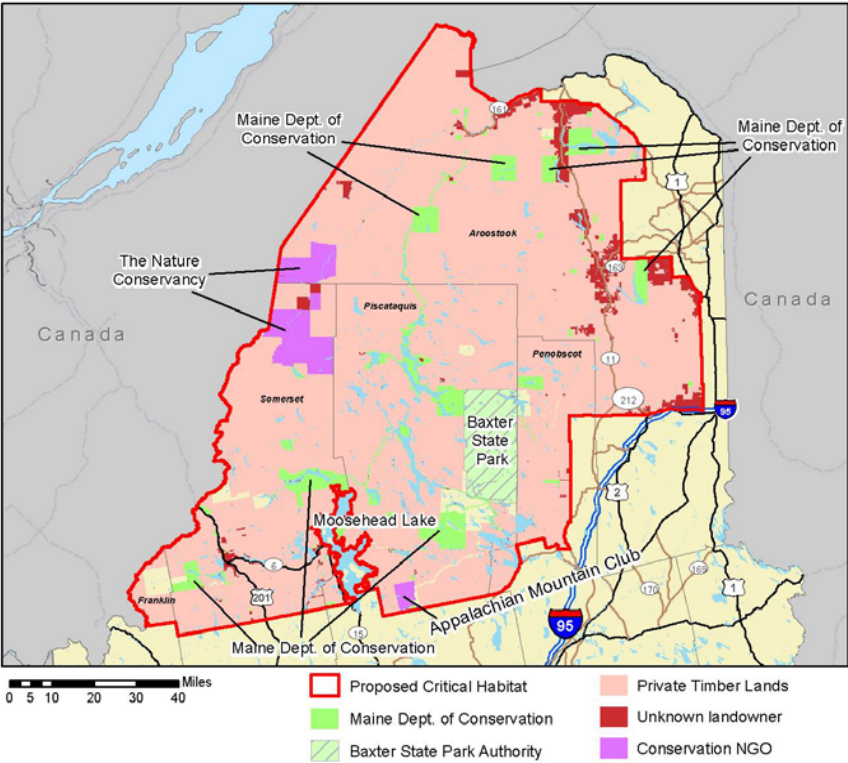 161
Maine Dept. of
Conservation
Maine Dept. of
Conservation
1
Aroostook
The Nature
Conservancy
163
Canada
Canada
Piscataquis
Penobscot
11
Somerset
212
95
Baxter
State
Park
2
Moosehead Lake
6
Franklin
201
Appalachian Mountain Club
169
170
1
95
15
Maine Dept. of Conservation
0 5 10 20 30 40 Miles
Proposed Critical Habitat
Maine Dept. of Conservation
Baxter State Park Authority
Private Timber Lands
Unknown landowner
Conservation NGO